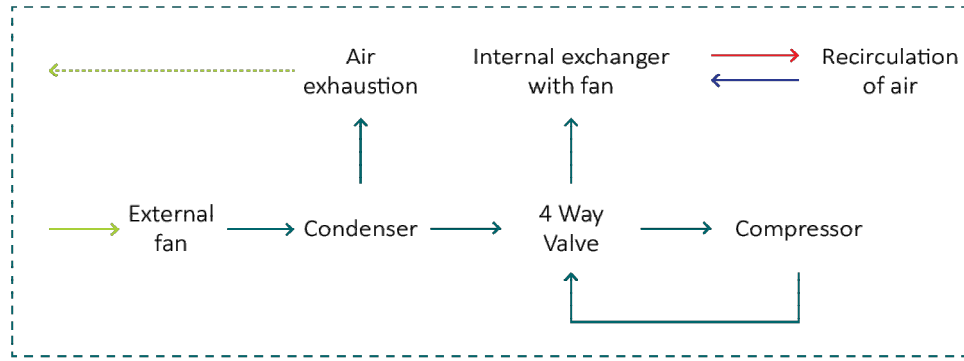 Air
exhaustion
Internal exchanger
with fan
Recirculation
of air
External
fan
Condenser
4 Way
Valve
Compressor